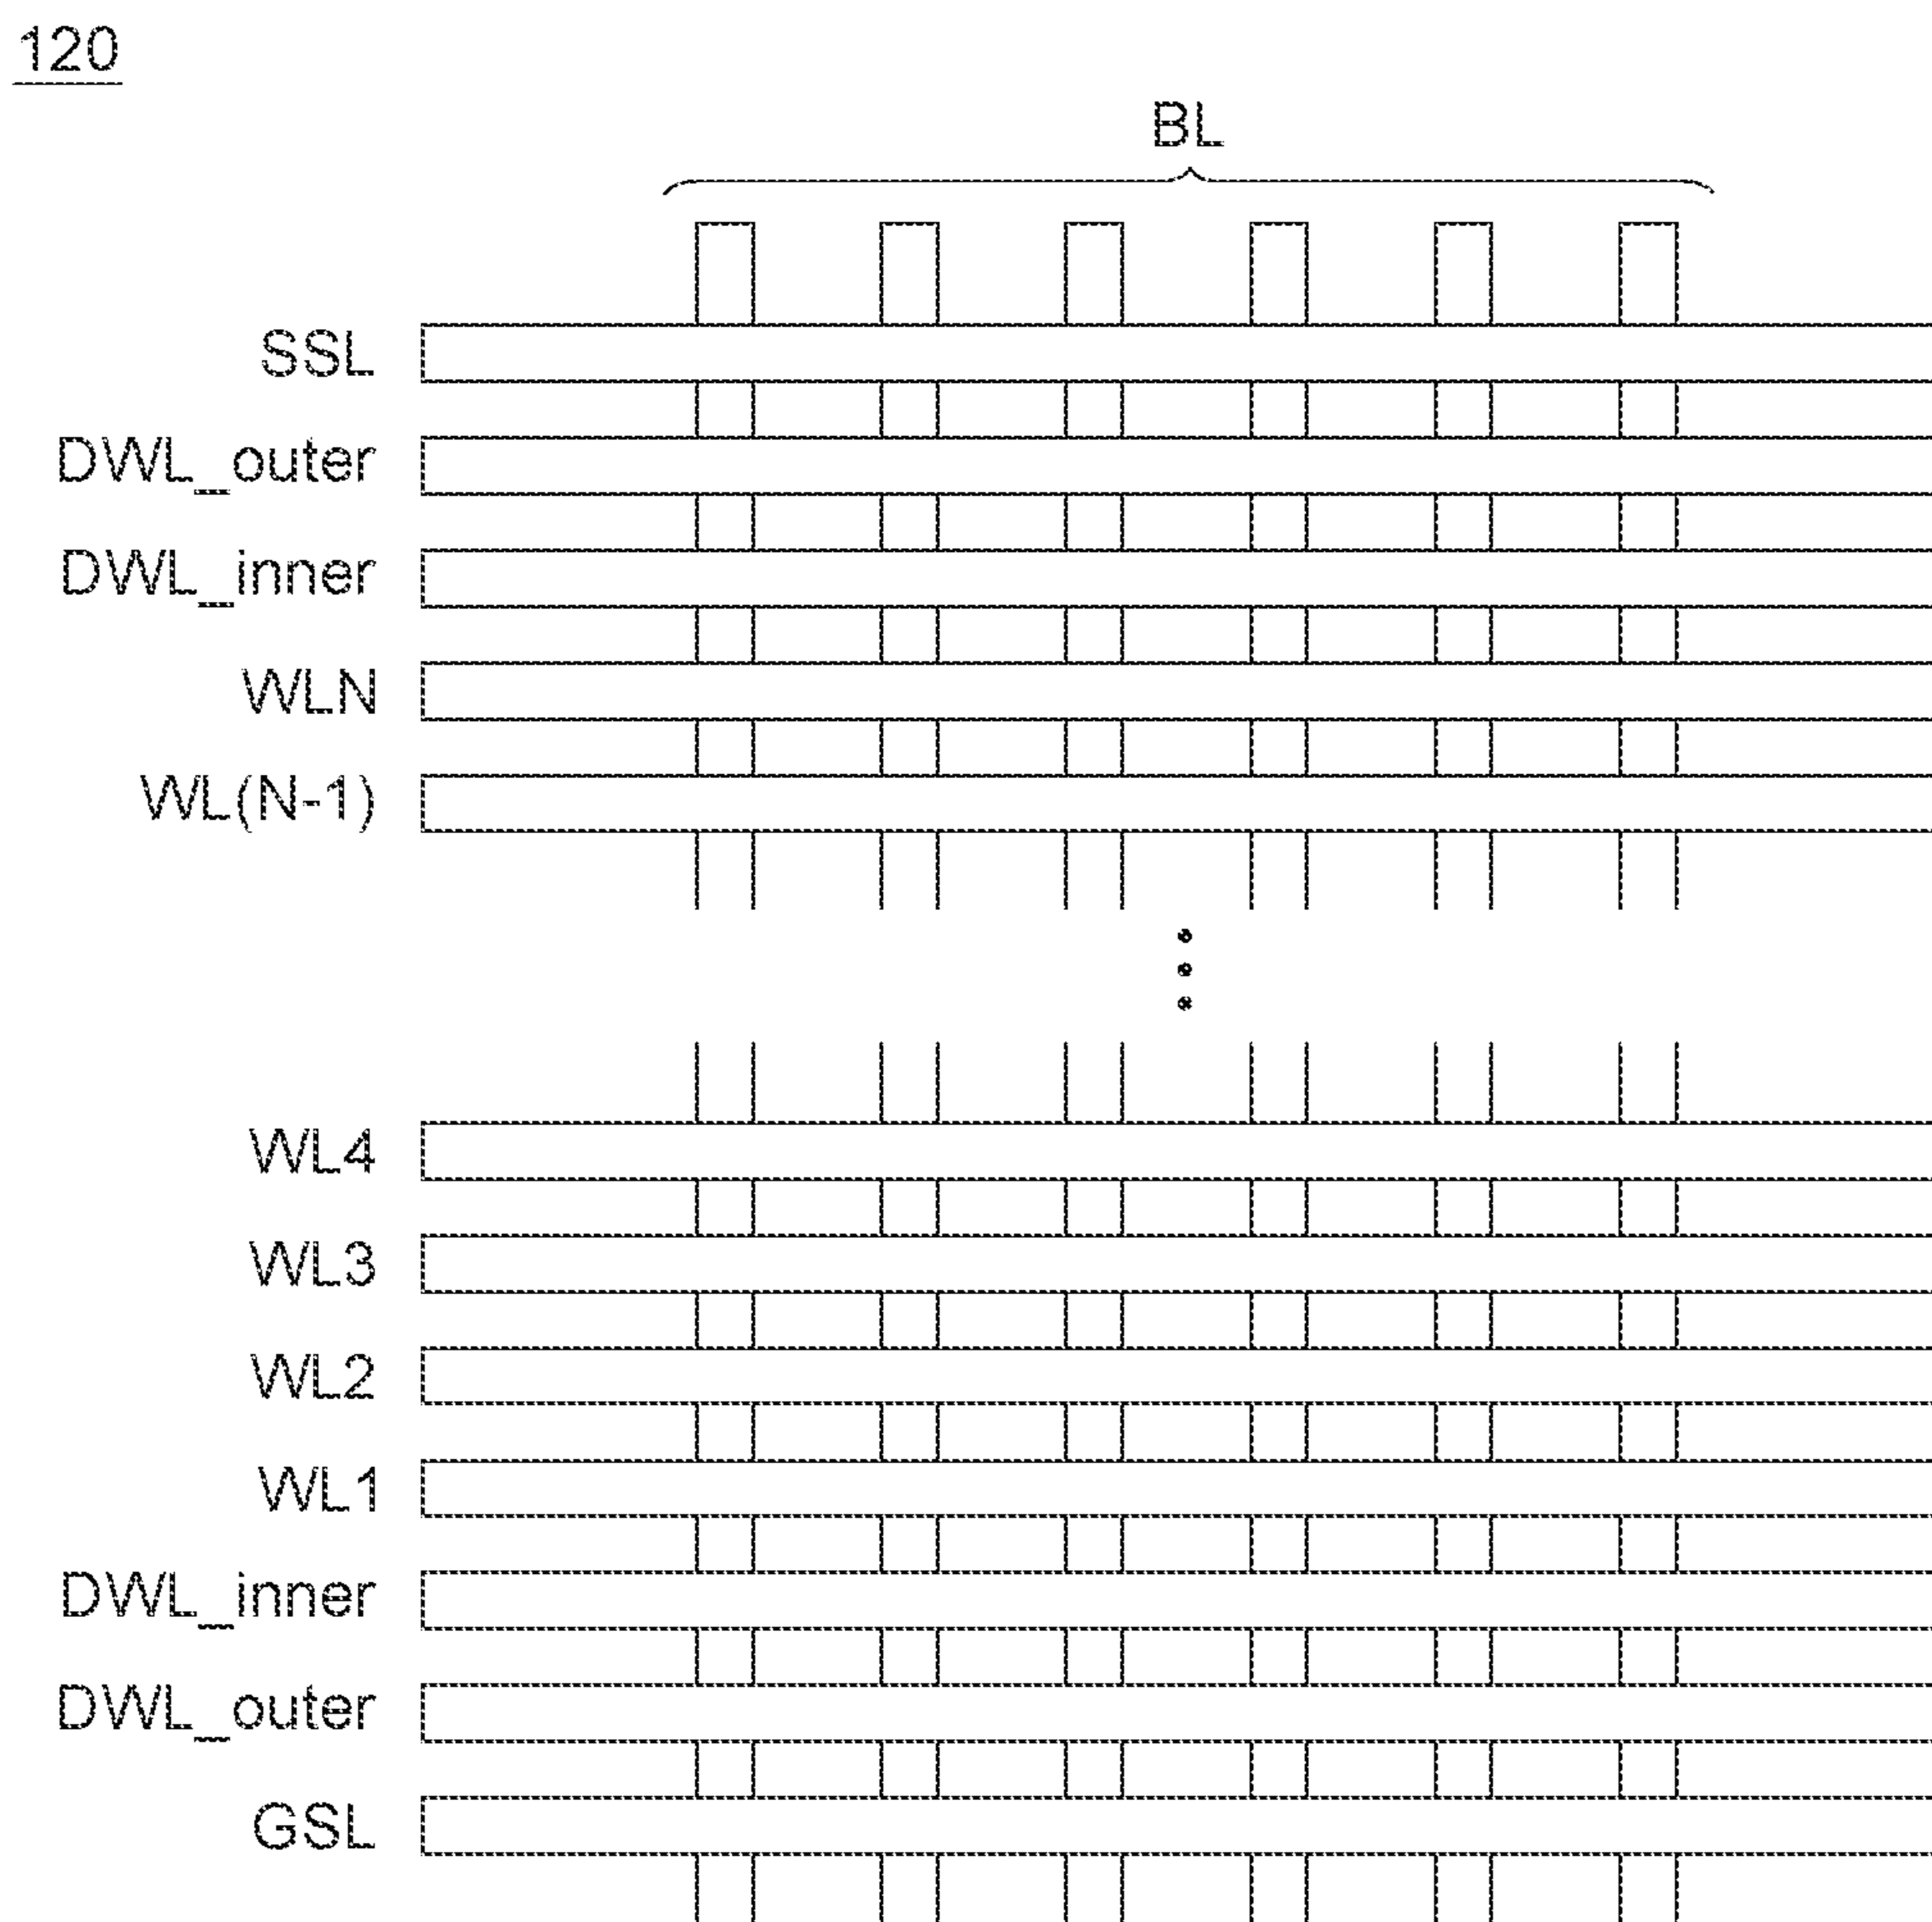 120
BL
SSL
DWL_outer
DWL_inner
WLN
WL(N-1)
WL4
WL3
WL2
WL1
DWL_inner
DWL_outer
GSL